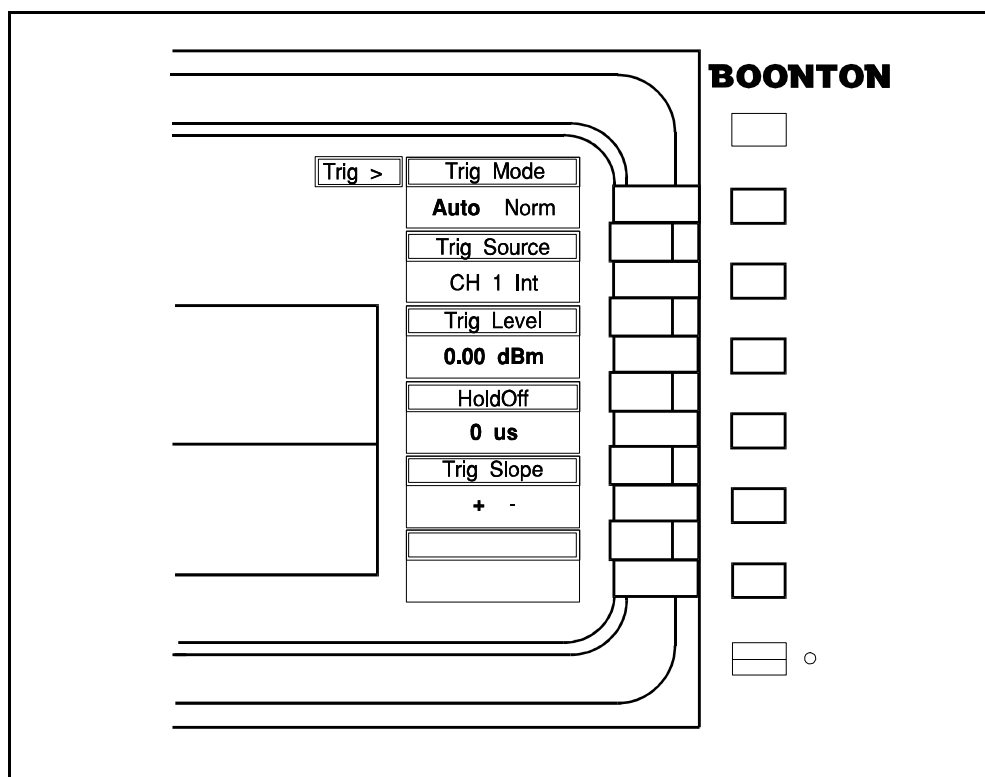 BOONTON
Trig >
Trig Mode
Auto Norm
Trig Source
CH 1 Int
Trig Level
0.00 dBm
HoldOff
0 us
Trig Slope
+ -